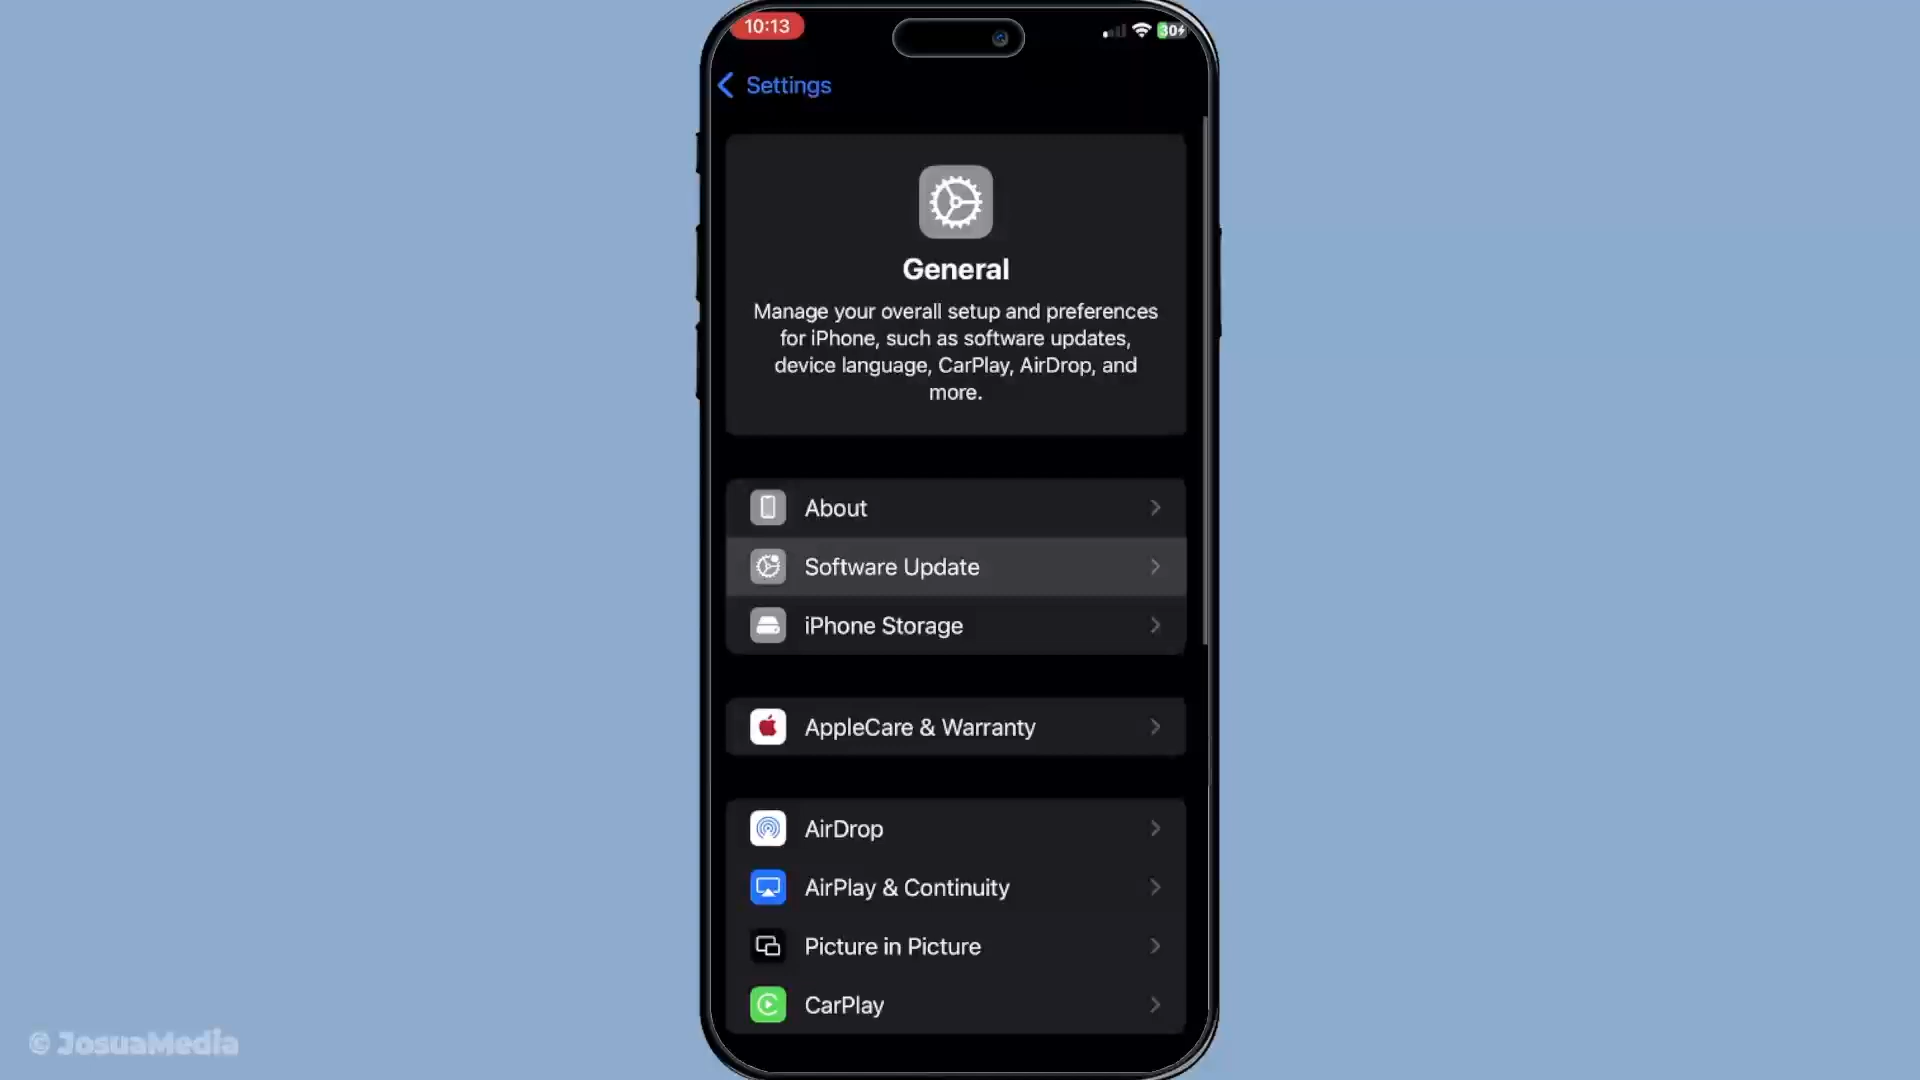 10:13
30
Settings
General
Manage your overall setup and preferences
for iPhone, such as software updates,
device language, CarPlay, AirDrop, and
more.
About
Software Update
iPhone Storage
AppleCare & Warranty
AirDrop
AirPlay & Continuity
Picture in Picture
CarPlay
© JosuaMedia